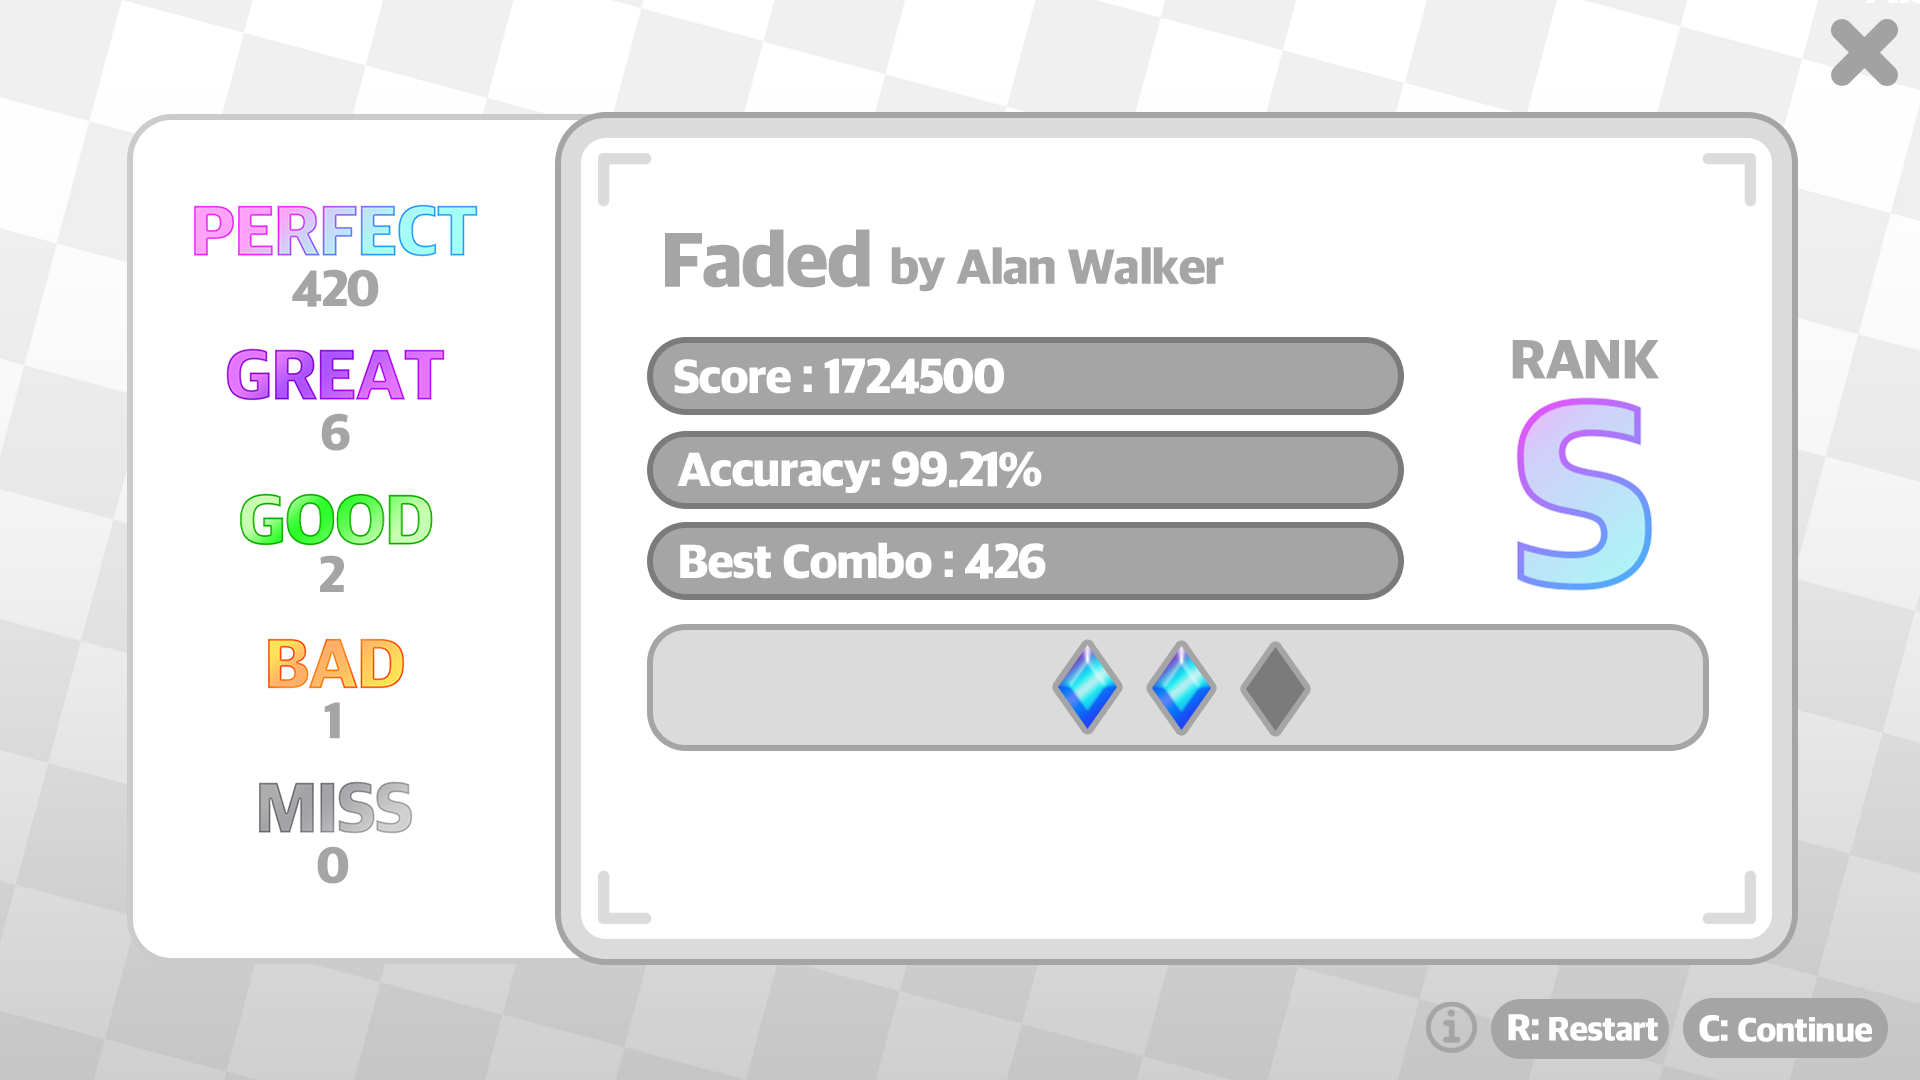 PERFECT
420
GREAT
6
GOOD
2
BAD
1
MISS
0
Faded by Alan Walker
Score : 1724500
Accuracy: 99.21%
Best Combo : 426
RANK
S
i
R: Restart
C: Continue